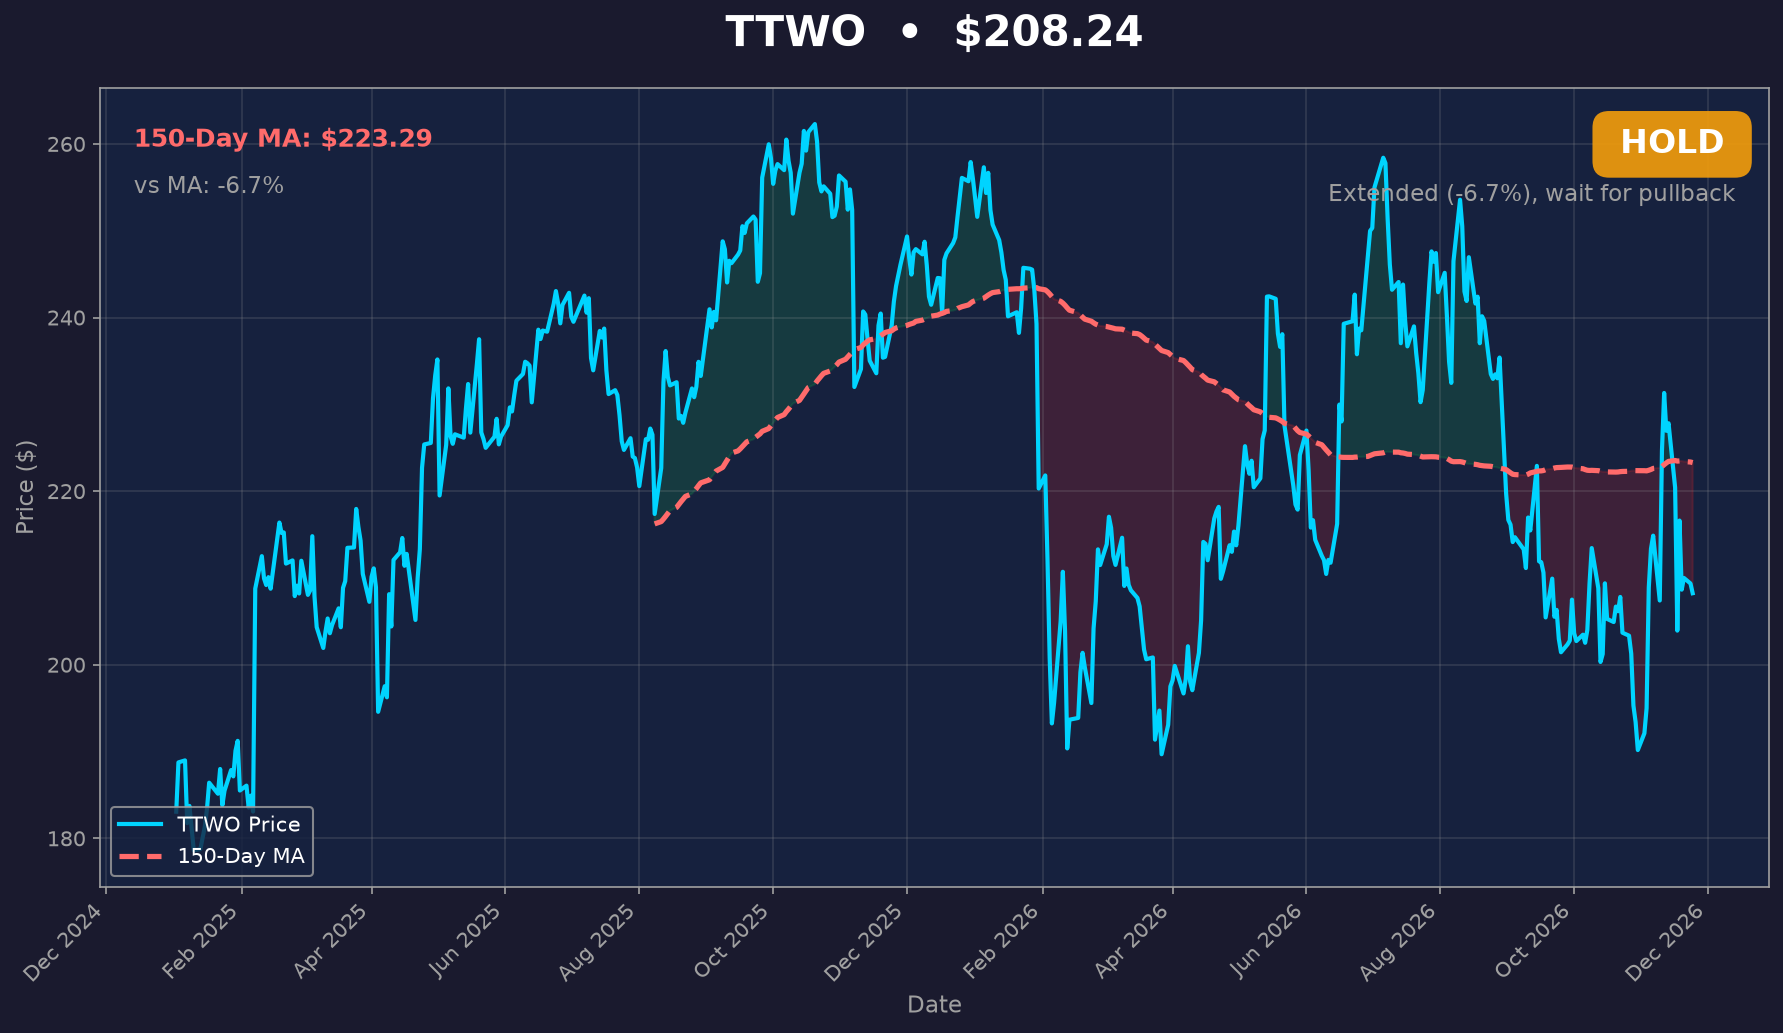 TTWO • $208.24
150-Day MA: $223.29
vs MA: -6.7%
HOLD
Extended (-6.7%), wait for pullback
Price ($)
260
240
220
200
180
TTWO Price
150-Day MA
Dec 2024
Feb 2025
Apr 2025
Jun 2025
Aug 2025
Oct 2025
Dec 2025
Feb 2026
Apr 2026
Jun 2026
Aug 2026
Oct 2026
Dec 2026
Date